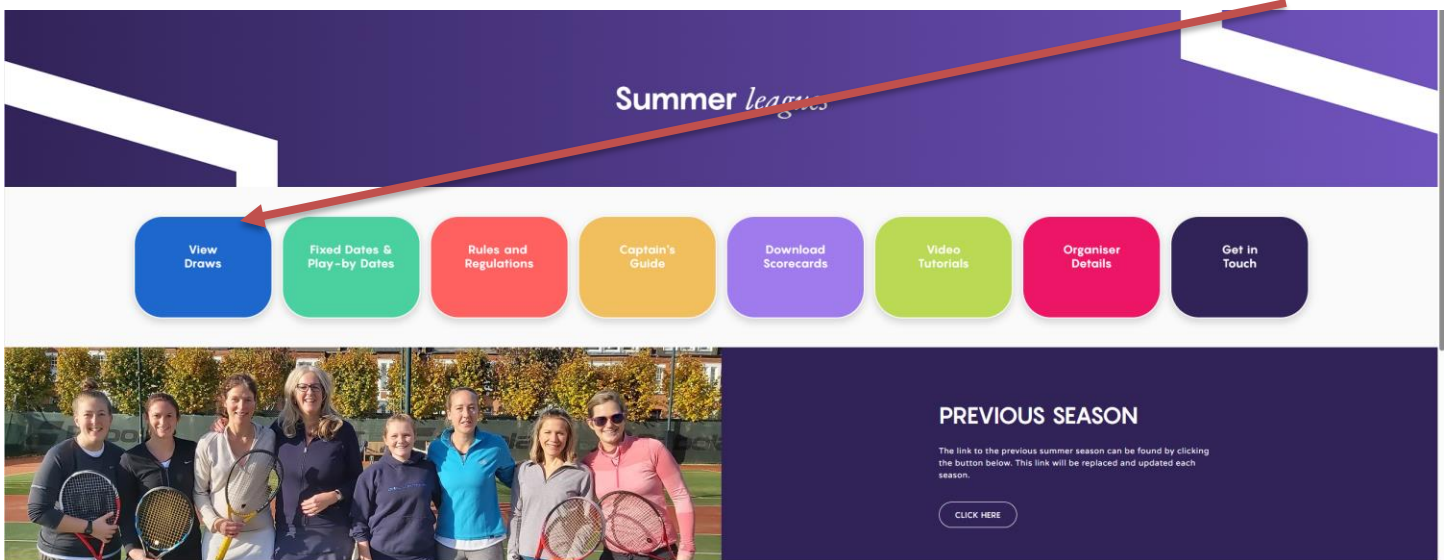 Summer leagues
View
Draws
Fixed Dates &
Play-by Dates
Rules and
Regulations
Captain's
Guide
Download
Scorecards
Video
Tutorials
Organiser
Details
Get in
Touch
PREVIOUS SEASON
The link to the previous summer season can be found by clicking
the button below. This link will be replaced and updated each
season.
CLICK HERE